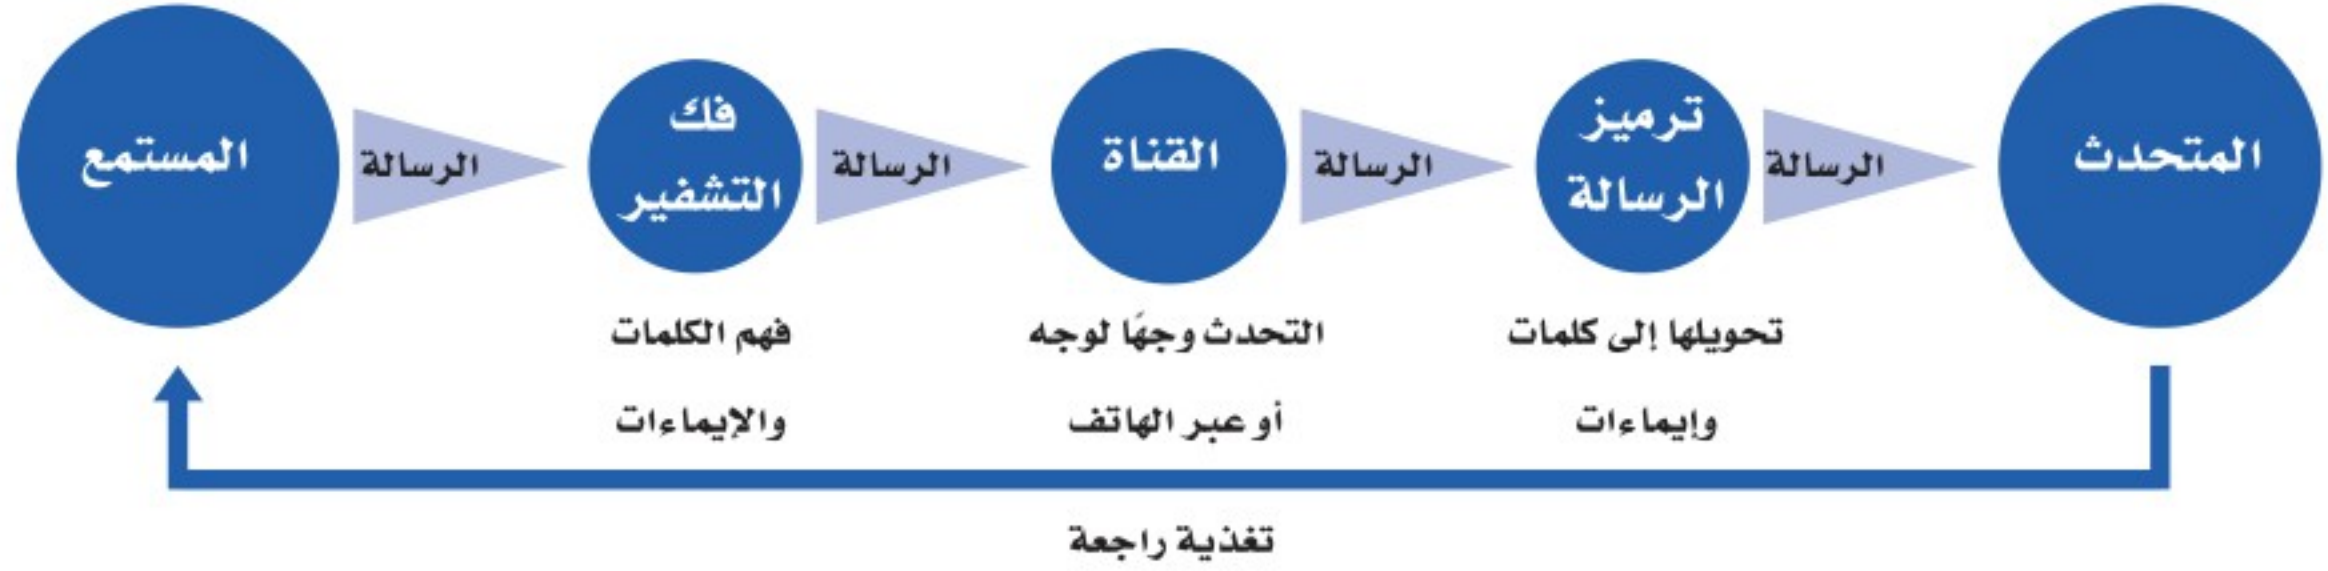 المتحدث
الرسالة
ترميز
الرسالة
تحويلها إلى كلمات
وإيماءات
الرسالة
القناة
التحدث وجهًا لوجه
أو عبر الهاتف
الرسالة
فك
التشفير
فهم الكلمات
والإيماءات
الرسالة
المستمع
تغذية راجعة